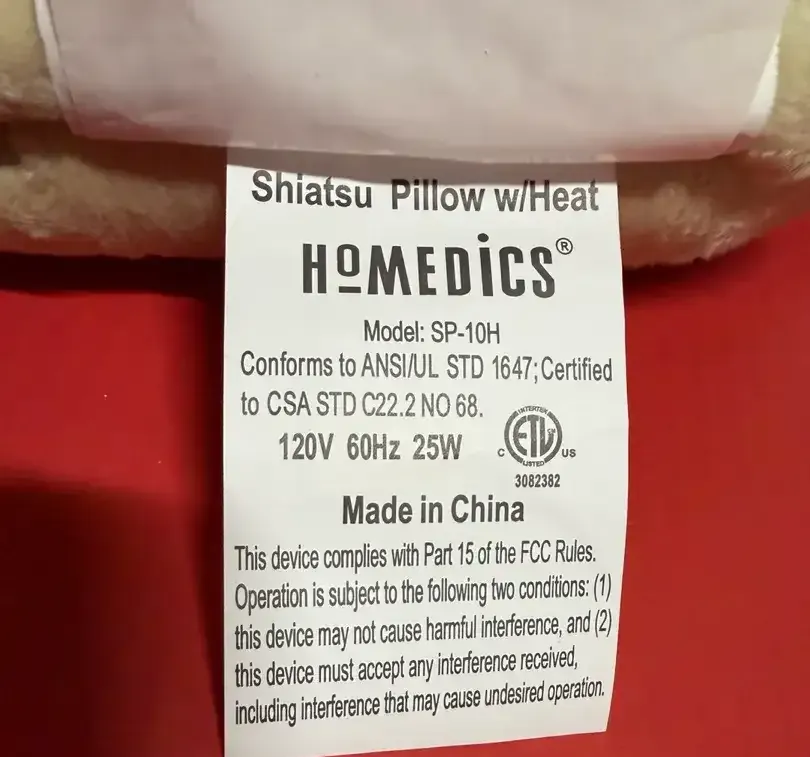 Shiatsu Pillow w/Heat
HOMEDICS®
Model: SP-10H
Conforms to ANSI/UL STD 1647; Certified
to CSA STD C22.2 NO 68.
120V 60Hz 25W
INTERTEK
ETL CM
C US
LISTED
3082382
Made in China
This device complies with Part 15 of the FCC Rules.
Operation is subject to the following two conditions: (1)
this device may not cause harmful interference, and (2)
this device must accept any interference received,
including interference that may cause undesired operation.